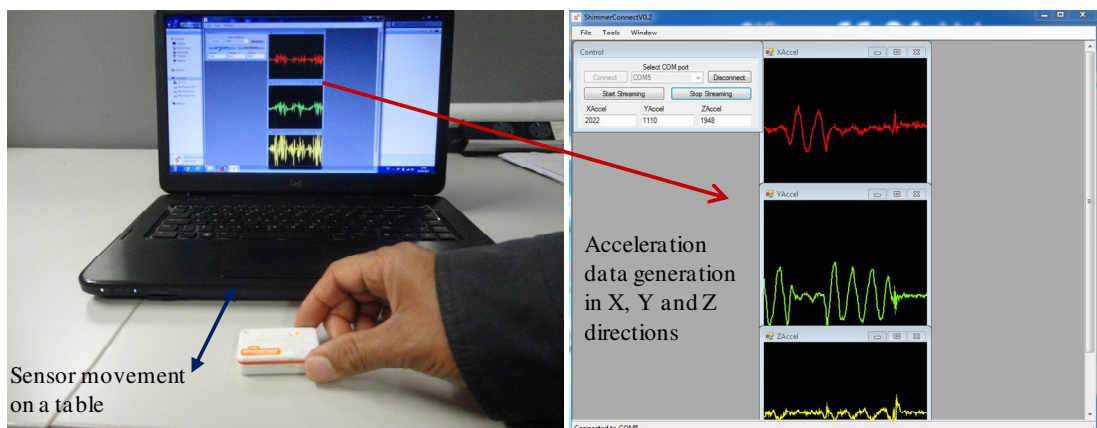 Sensor movement
on a table
shimmer
ShimmerConnectV0.2
File Tools Window
Control
Select COM port
Connect COM5 Disconnect
Start Streaming Stop Streaming
XAccel YAccel ZAccel
2022 1110 1948
XAccel
YAccel
ZAccel
Acceleration
data generation
in X, Y and Z
directions
Connected to COM5